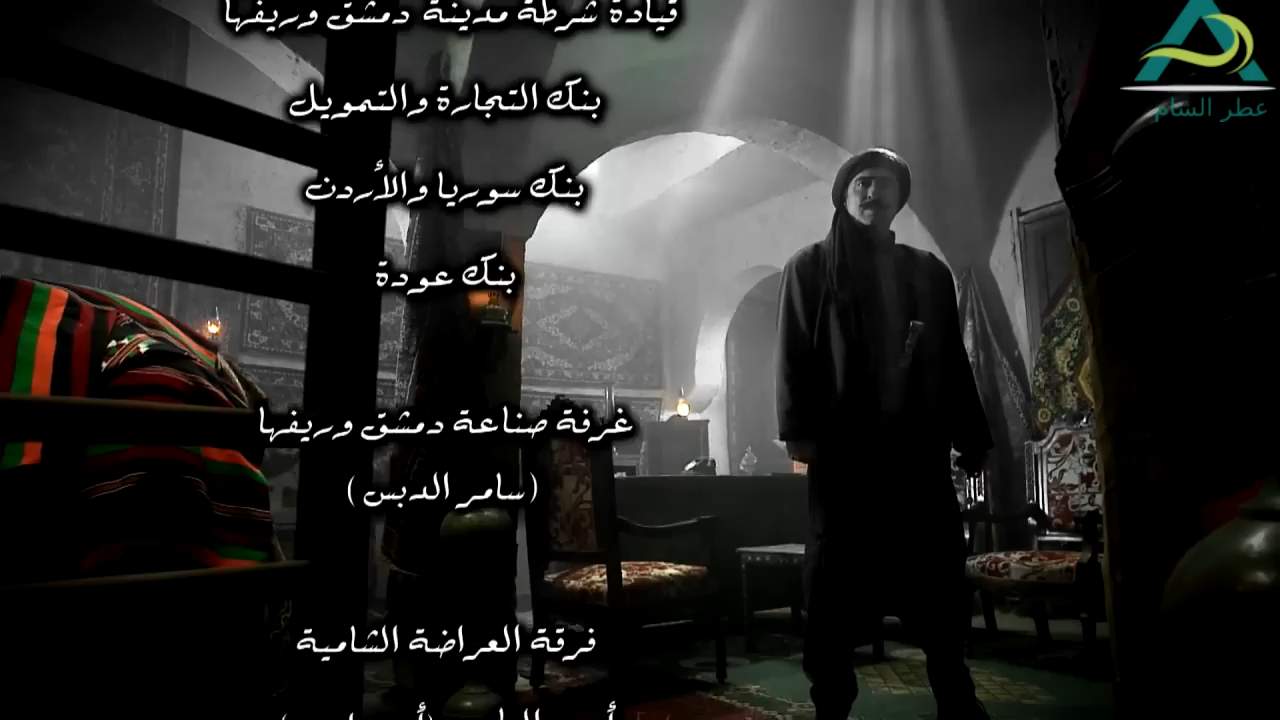 قيادة شرطة مدينة دمشق وريفها
عطر الشام
بنك التجارة والتمويل
بنك سوريا والأردن
بنك عودة
غرفة صناعة دمشق وريفها
(سامر الدبس)
فرقة العراضة الشامية